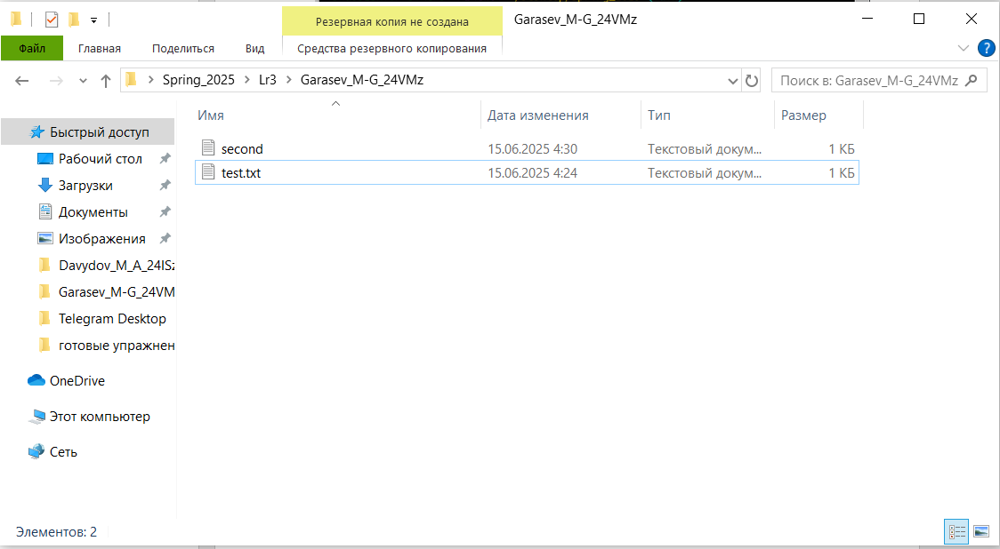 Резервная копия не создана
Garasev_M-G_24VMz
Файл
Главная
Поделиться
Вид
Средства резервного копирования
Spring_2025 > Lr3 > Garasev_M-G_24VMz
Поиск в: Garasev_M-G_24VMz
Имя
Дата изменения
Тип
Размер
second
15.06.2025 4:30
Текстовый докум...
1 КБ
test.txt
15.06.2025 4:24
Текстовый докум...
1 КБ
Быстрый доступ
Рабочий стол
Загрузки
Документы
Изображения
Davydov_M_A_24ISz
Garasev_M-G_24VM
Telegram Desktop
готовые упражнен
OneDrive
Этот компьютер
Сеть
Элементов: 2